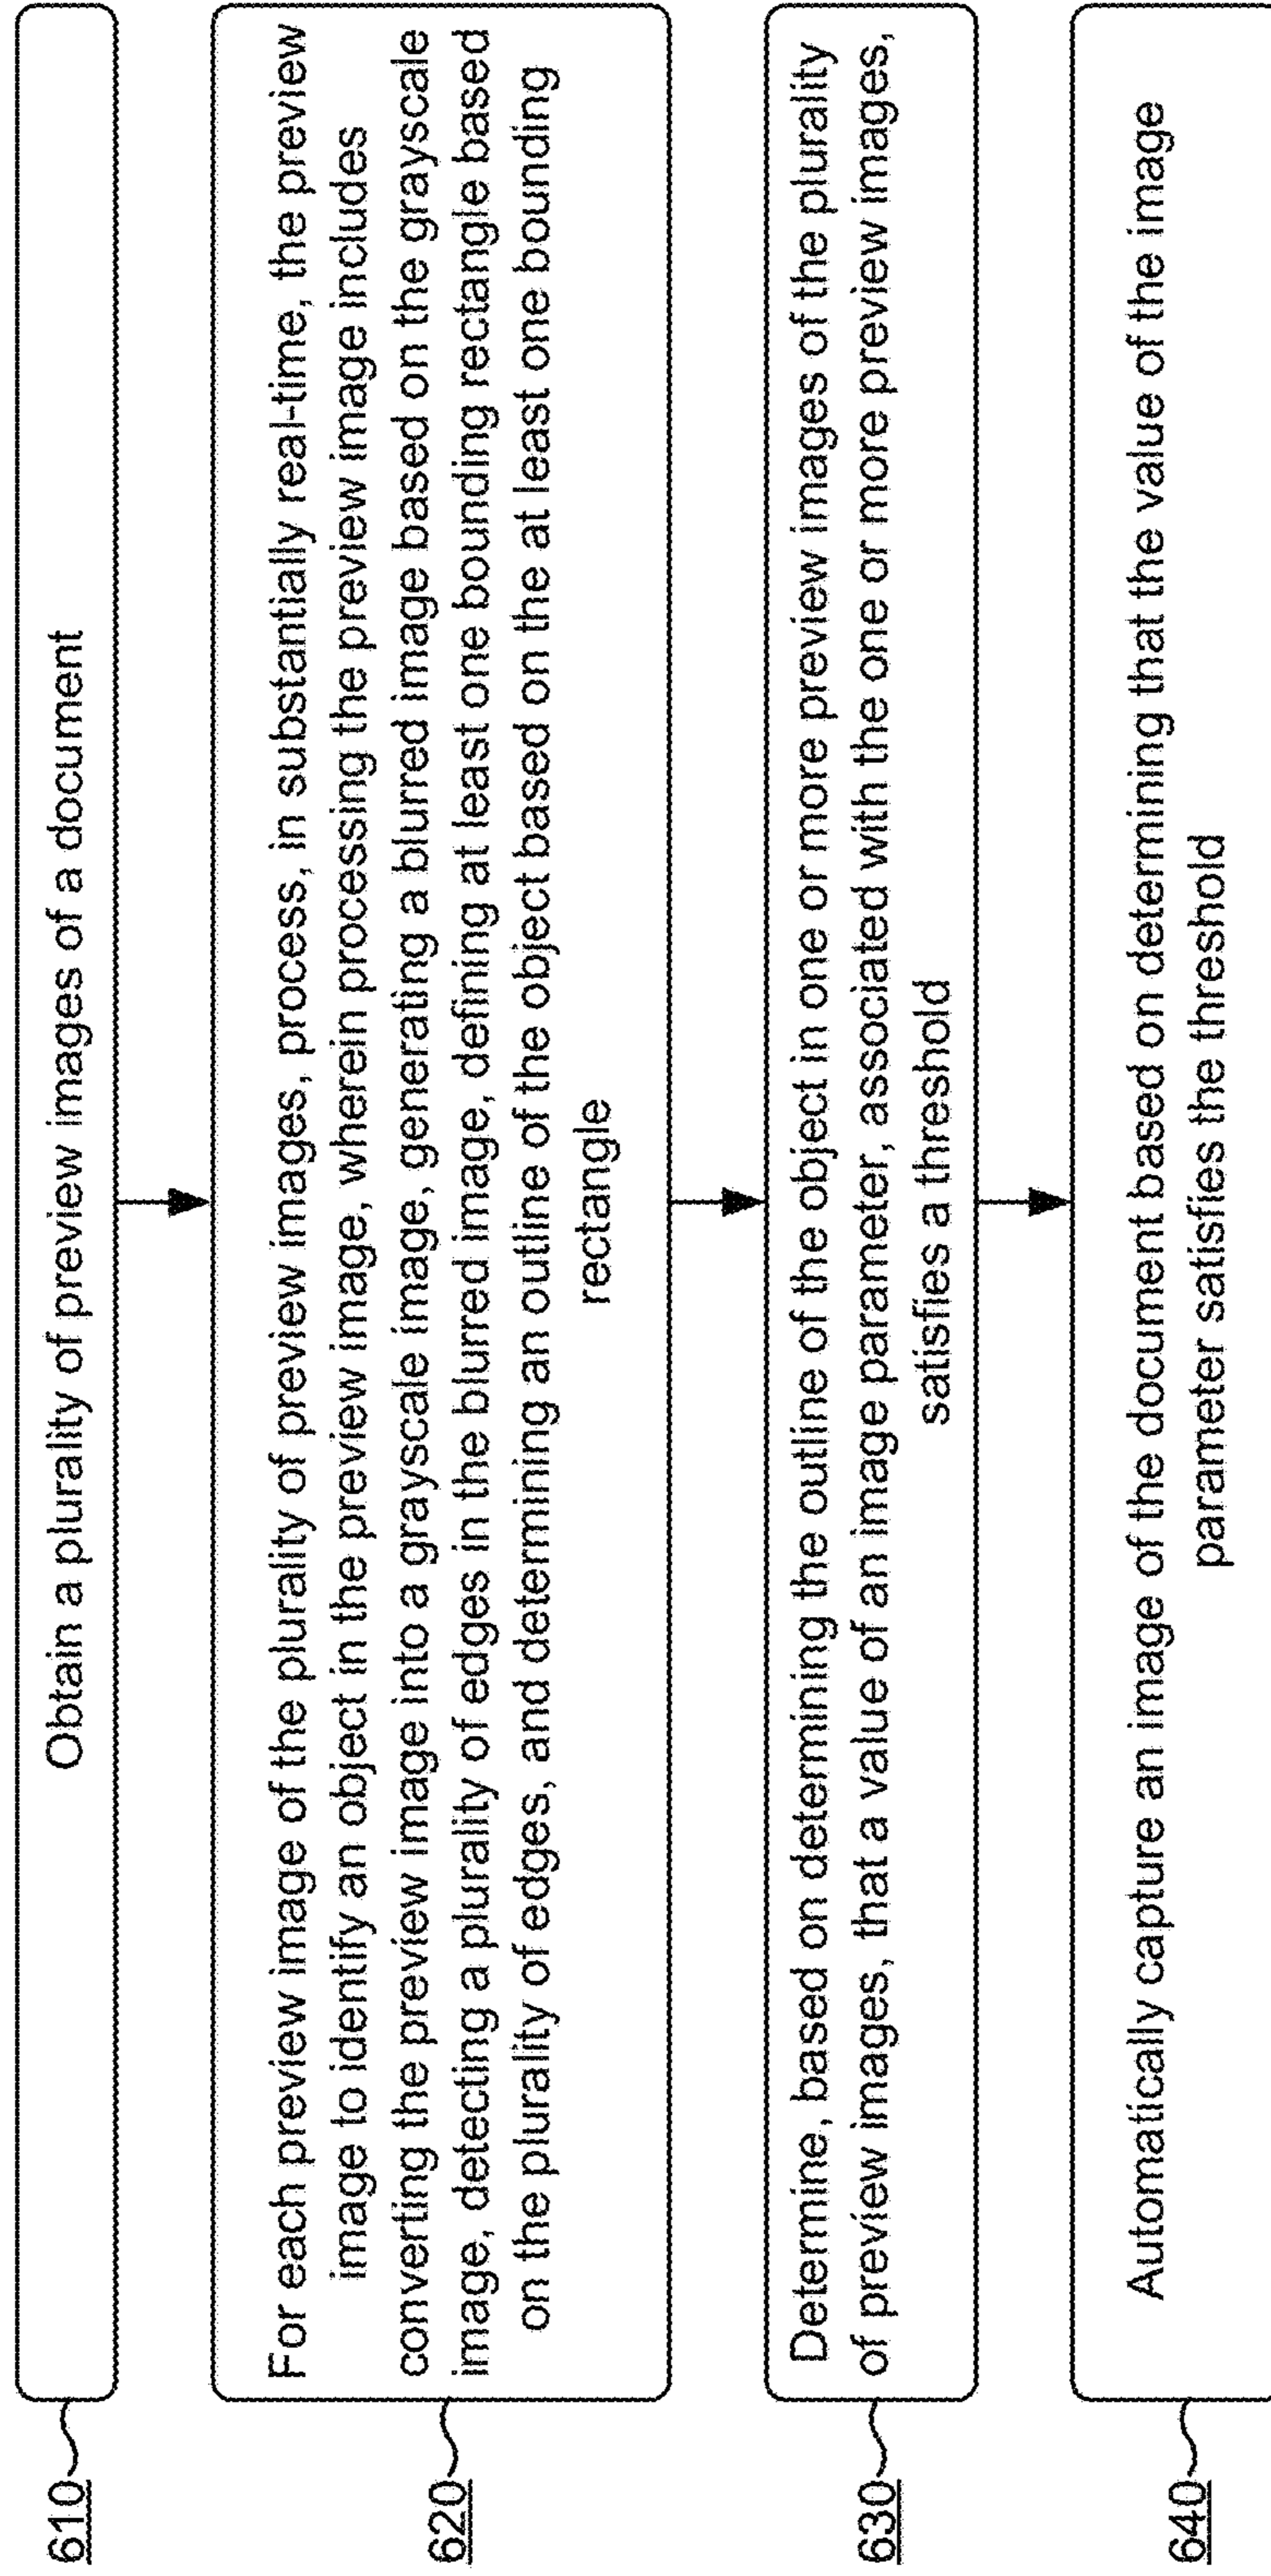 610
Obtain a plurality of preview images of a document
620
For each preview image of the plurality of preview images, process, in substantially real-time, the preview
image to identify an object in the preview image, wherein processing the preview image includes
converting the preview image into a grayscale image, generating a blurred image based on the grayscale
image, detecting a plurality of edges in the blurred image, defining at least one bounding rectangle based
on the plurality of edges, and determining an outline of the object based on the at least one bounding
rectangle
630
Determine, based on determining the outline of the object in one or more preview images of the plurality
of preview images, that a value of an image parameter, associated with the one or more preview images,
satisfies a threshold
640
Automatically capture an image of the document based on determining that the value of the image
parameter satisfies the threshold